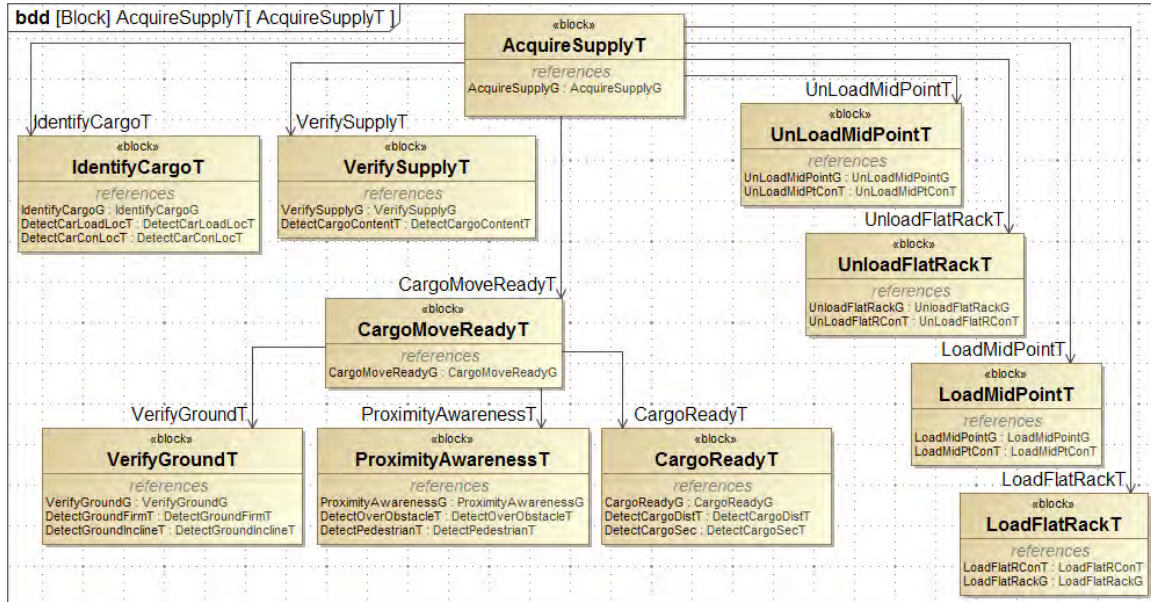 bdd [Block] AcquireSupplyT[ AcquireSupplyT ]
«block»
AcquireSupplyT
references
AcquireSupplyG : AcquireSupplyG
IdentifyCargoT
«block»
IdentifyCargoT
references
IdentifyCargoG : IdentifyCargoG
DetectCarLoadLocT : DetectCarLoadLocT
DetectCarConLocT : DetectCarConLocT
VerifySupplyT
«block»
VerifySupplyT
references
VerifySupplyG : VerifySupplyG
DetectCargoContentT : DetectCargoContentT
UnLoadMidPointT
«block»
UnLoadMidPointT
references
UnLoadMidPointG : UnLoadMidPointG
UnLoadMidPtConT : UnLoadMidPtConT
UnloadFlatRackT
«block»
UnloadFlatRackT
references
UnloadFlatRackG : UnloadFlatRackG
UnLoadFlatRConT : UnLoadFlatRConT
CargoMoveReadyT
«block»
CargoMoveReadyT
references
CargoMoveReadyG : CargoMoveReadyG
LoadMidPointT
«block»
LoadMidPointT
references
LoadMidPointG : LoadMidPointG
LoadMidPtConT : LoadMidPtConT
VerifyGroundT
«block»
VerifyGroundT
references
VerifyGroundG : VerifyGroundG
DetectGroundFirmT : DetectGroundFirmT
DetectGroundInclineT : DetectGroundInclineT
ProximityAwarenessT
«block»
ProximityAwarenessT
references
ProximityAwarenessG : ProximityAwarenessG
DetectOverObstacleT : DetectOverObstacleT
DetectPedestrianT : DetectPedestrianT
CargoReadyT
«block»
CargoReadyT
references
CargoReadyG : CargoReadyG
DetectCargoDistT : DetectCargoDistT
DetectCargoSec : DetectCargoSecT
LoadFlatRackT
«block»
LoadFlatRackT
references
LoadFlatRConT : LoadFlatRConT
LoadFlatRackG : LoadFlatRackG